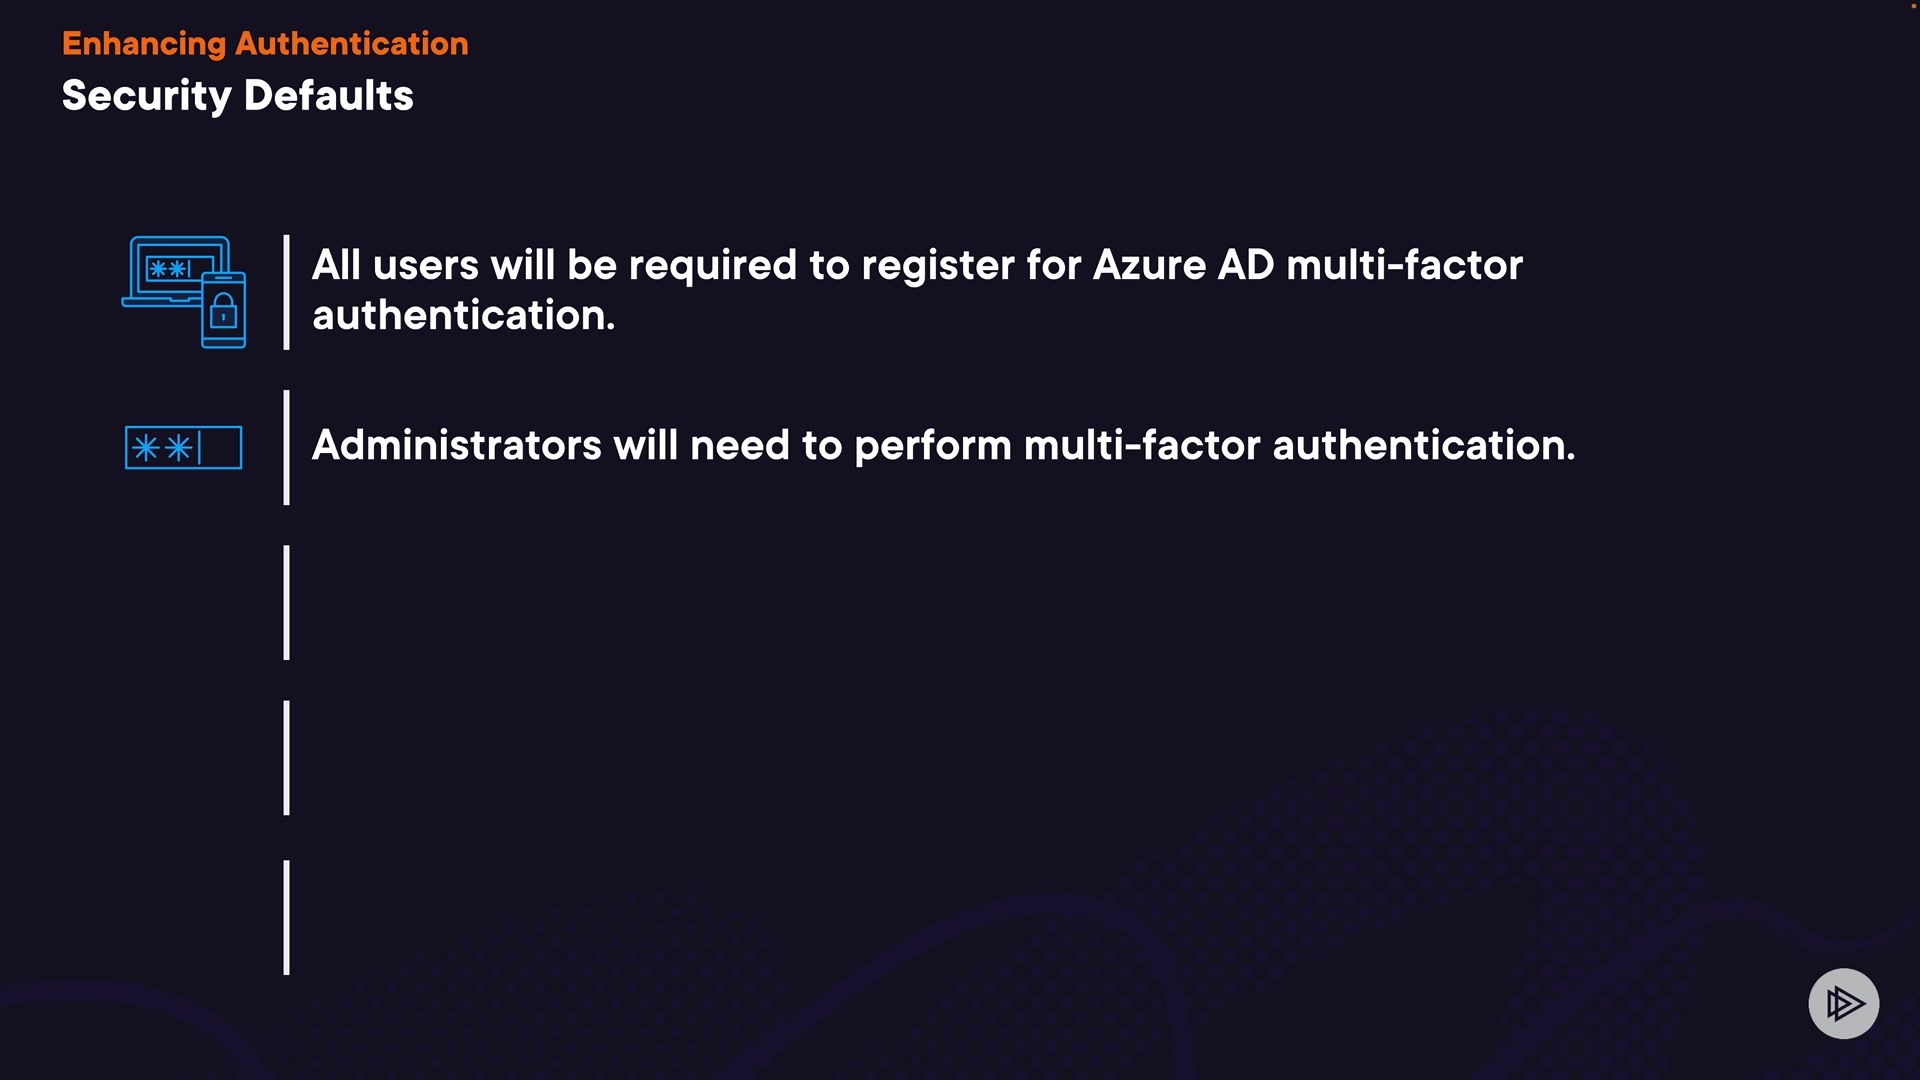 Enhancing Authentication
Security Defaults
All users will be required to register for Azure AD multi-factor
authentication.
Administrators will need to perform multi-factor authentication.